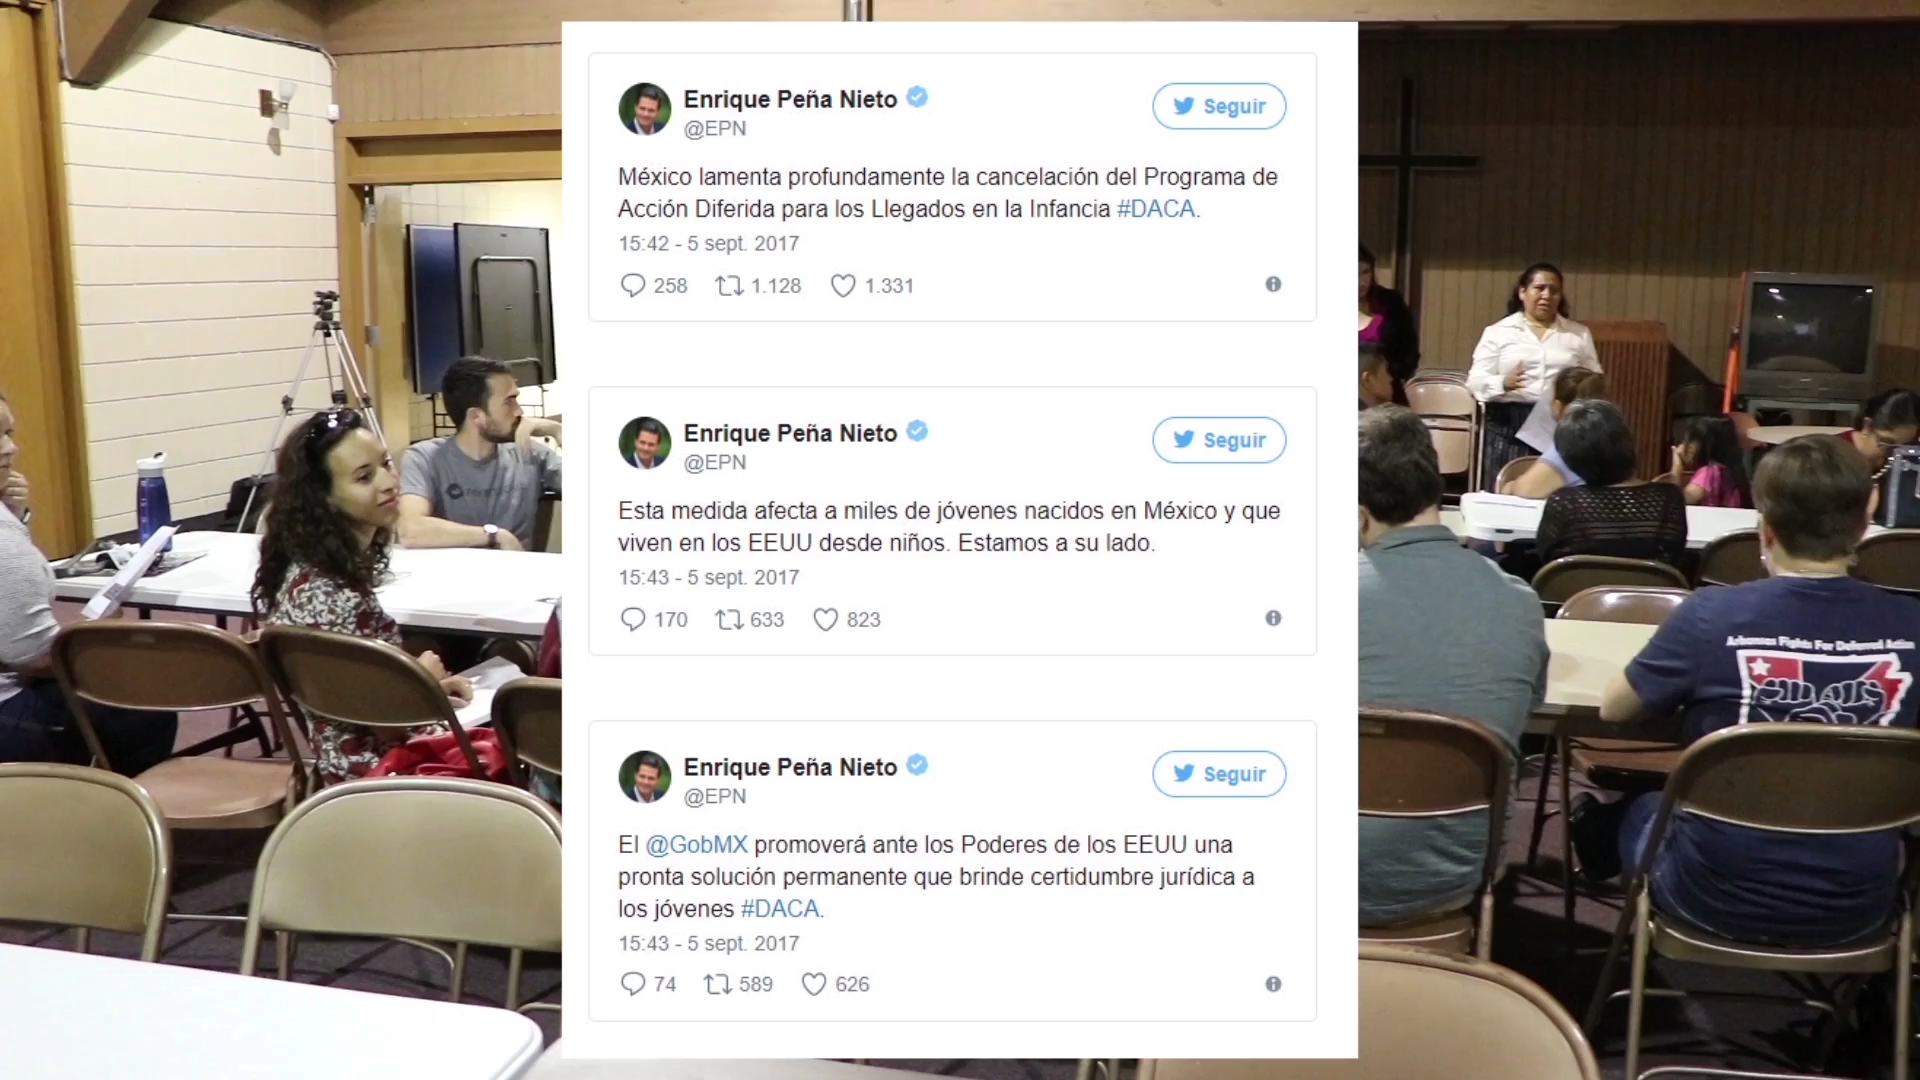 Enrique Peña Nieto
@EPN
Seguir
México lamenta profundamente la cancelación del Programa de
Acción Diferida para los Llegados en la Infancia #DACA.
15:42 - 5 sept. 2017
258 1.128 1.331
Enrique Peña Nieto
@EPN
Seguir
Esta medida afecta a miles de jóvenes nacidos en México y que
viven en los EEUU desde niños. Estamos a su lado.
15:43 - 5 sept. 2017
170 633 823
Enrique Peña Nieto
@EPN
Seguir
El @GobMX promoverá ante los Poderes de los EEUU una
pronta solución permanente que brinde certidumbre jurídica a
los jóvenes #DACA.
15:43 - 5 sept. 2017
74 589 626
Arkansas Fights For Deferred Action